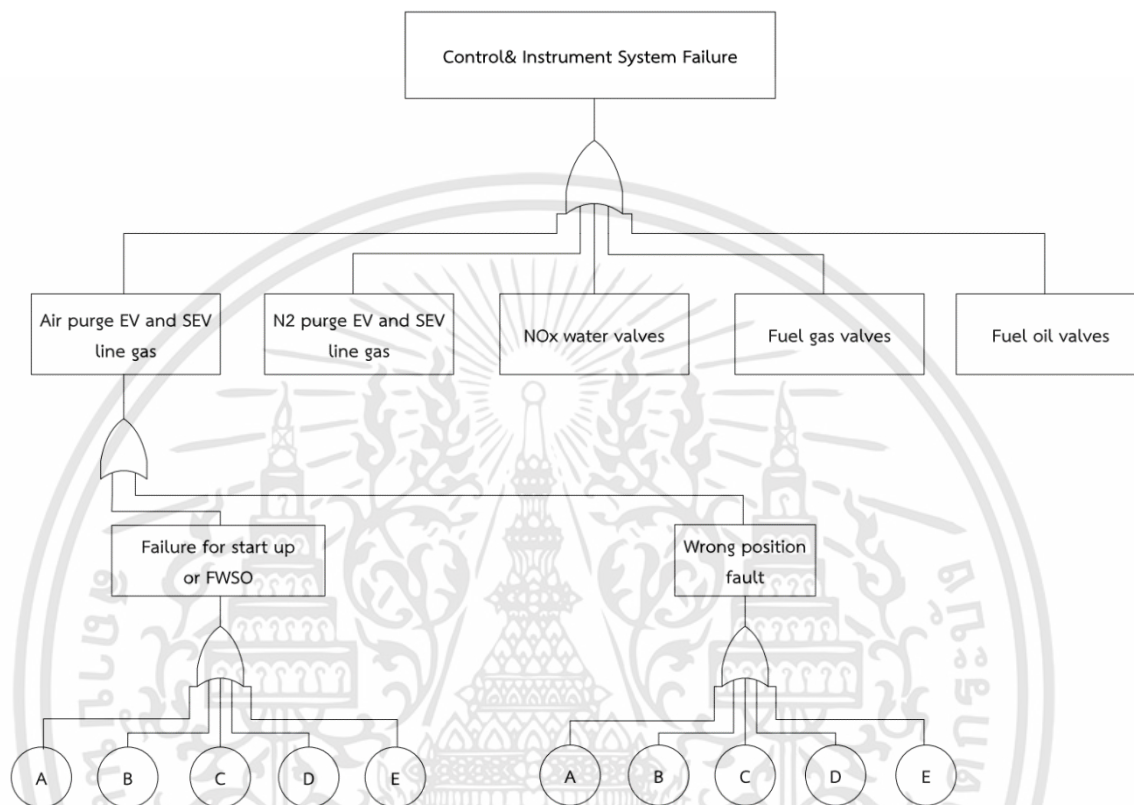 Control& Instrument System Failure
Air purge EV and SEV
line gas
N2 purge EV and SEV
line gas
NOx water valves
Fuel gas valves
Fuel oil valves
Failure for start up
or FWSO
Wrong position
fault
A
B
C
D
E
A
B
C
D
E